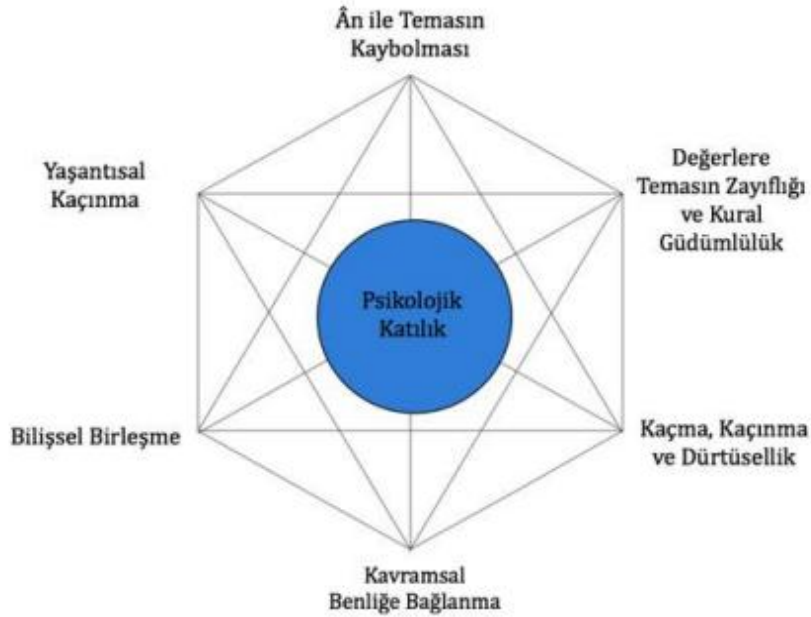 Ân ile Temasın
Kaybolması
Yaşantısal
Kaçınma
Değerlere
Temasın Zayıflığı
ve Kural
Güdümlülük
Psikolojik
Katılık
Bilişsel Birleşme
Kaçma, Kaçınma
ve Dürtüsellik
Kavramsal
Benliğe Bağlanma